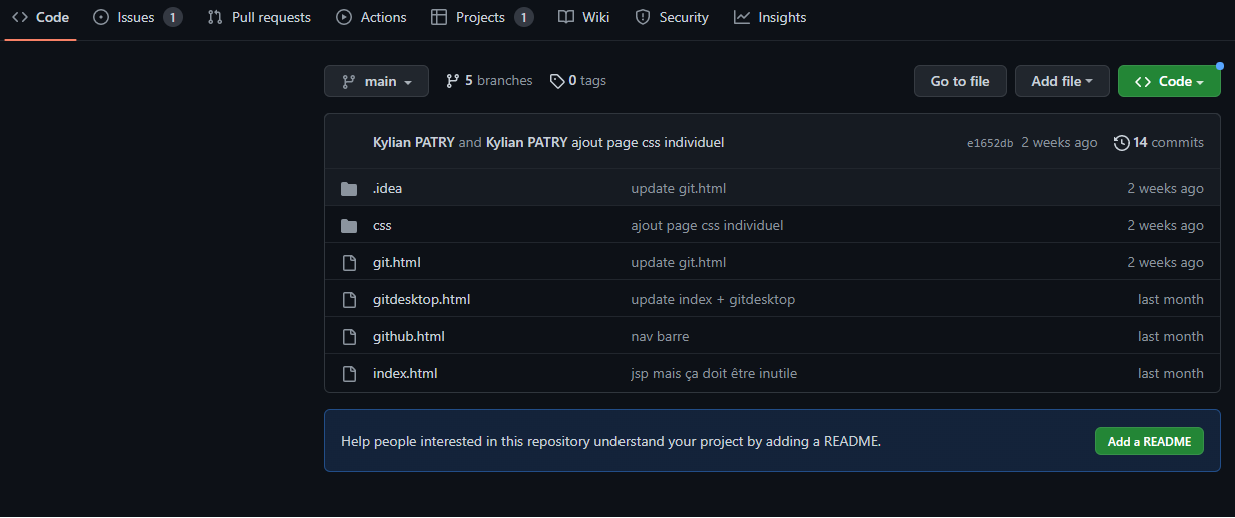 Code Issues 1 Pull requests Actions Projects 1 Wiki Security Insights
main 5 branches 0 tags Go to file Add file Code
Kylian PATRY and Kylian PATRY ajout page css individuel e1652db 2 weeks ago 14 commits
.idea update git.html 2 weeks ago
css ajout page css individuel 2 weeks ago
git.html update git.html 2 weeks ago
gitdesktop.html update index + gitdesktop last month
github.html nav barre last month
index.html jsp mais ça doit être inutile last month
Help people interested in this repository understand your project by adding a README. Add a README